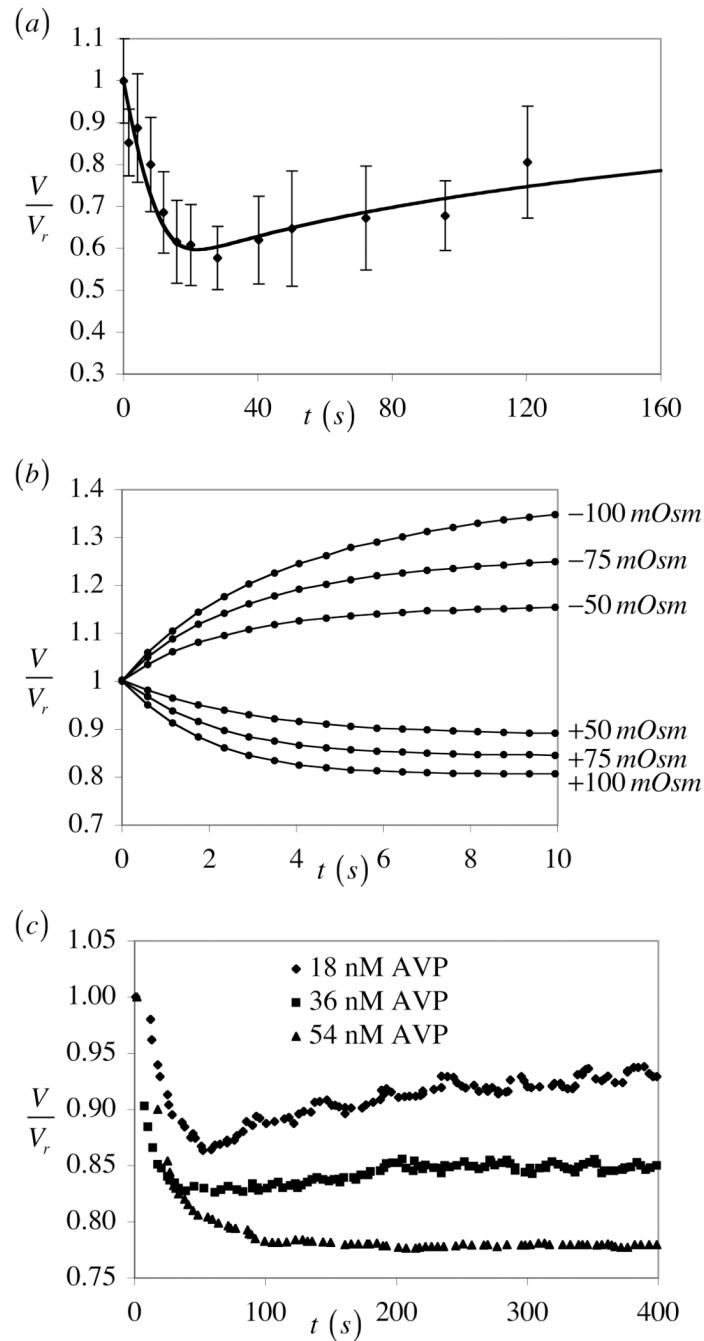 (a)
1.1
1
0.9
0.8
0.7
0.6
0.5
0.4
0.3
V
V_r
0 40 80 120 160
t (s)
(b)
1.4
1.3
1.2
1.1
1
0.9
0.8
0.7
V
V_r
−100 mOsm
−75 mOsm
−50 mOsm
+50 mOsm
+75 mOsm
+100 mOsm
0 2 4 6 8 10
t (s)
(c)
1.05
1.00
0.95
0.90
0.85
0.80
0.75
V
V_r
18 nM AVP
36 nM AVP
54 nM AVP
0 100 200 300 400
t (s)